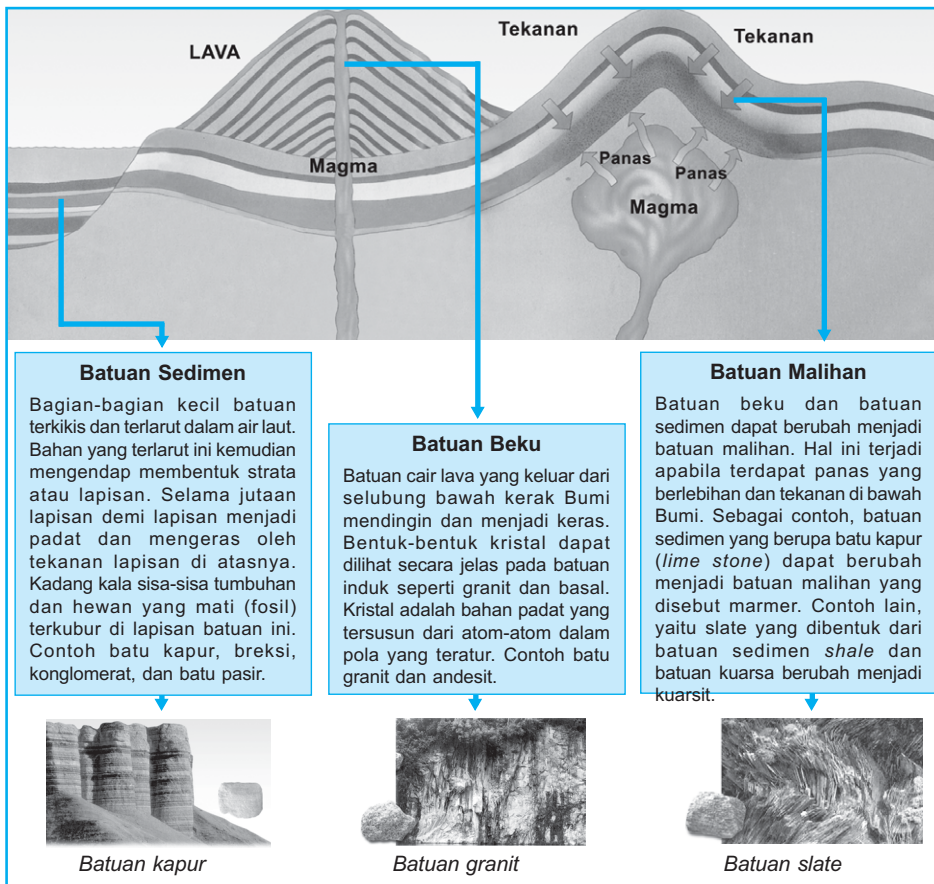 LAVA
Tekanan
Tekanan
Magma
Panas
Panas
Magma
Batuan Sedimen
Bagian-bagian kecil batuan
terkikis dan terlarut dalam air laut.
Bahan yang terlarut ini kemudian
mengendap membentuk strata
atau lapisan. Selama jutaan
lapisan demi lapisan menjadi
padat dan mengeras oleh
tekanan lapisan di atasnya.
Kadang kala sisa-sisa tumbuhan
dan hewan yang mati (fosil)
terkubur di lapisan batuan ini.
Contoh batu kapur, breksi,
konglomerat, dan batu pasir.
Batuan Beku
Batuan cair lava yang keluar dari
selubung bawah kerak Bumi
mendingin dan menjadi keras.
Bentuk-bentuk kristal dapat
dilihat secara jelas pada batuan
induk seperti granit dan basal.
Kristal adalah bahan padat yang
tersusun dari atom-atom dalam
pola yang teratur. Contoh batu
granit dan andesit.
Batuan Malihan
Batuan beku dan batuan
sedimen dapat berubah menjadi
batuan malihan. Hal ini terjadi
apabila terdapat panas yang
berlebihan dan tekanan di bawah
Bumi. Sebagai contoh, batuan
sedimen yang berupa batu kapur
(lime stone) dapat berubah
menjadi batuan malihan yang
disebut marmer. Contoh lain,
yaitu slate yang dibentuk dari
batuan sedimen shale dan
batuan kuarsa berubah menjadi
kuarsit.
Batuan kapur
Batuan granit
Batuan slate